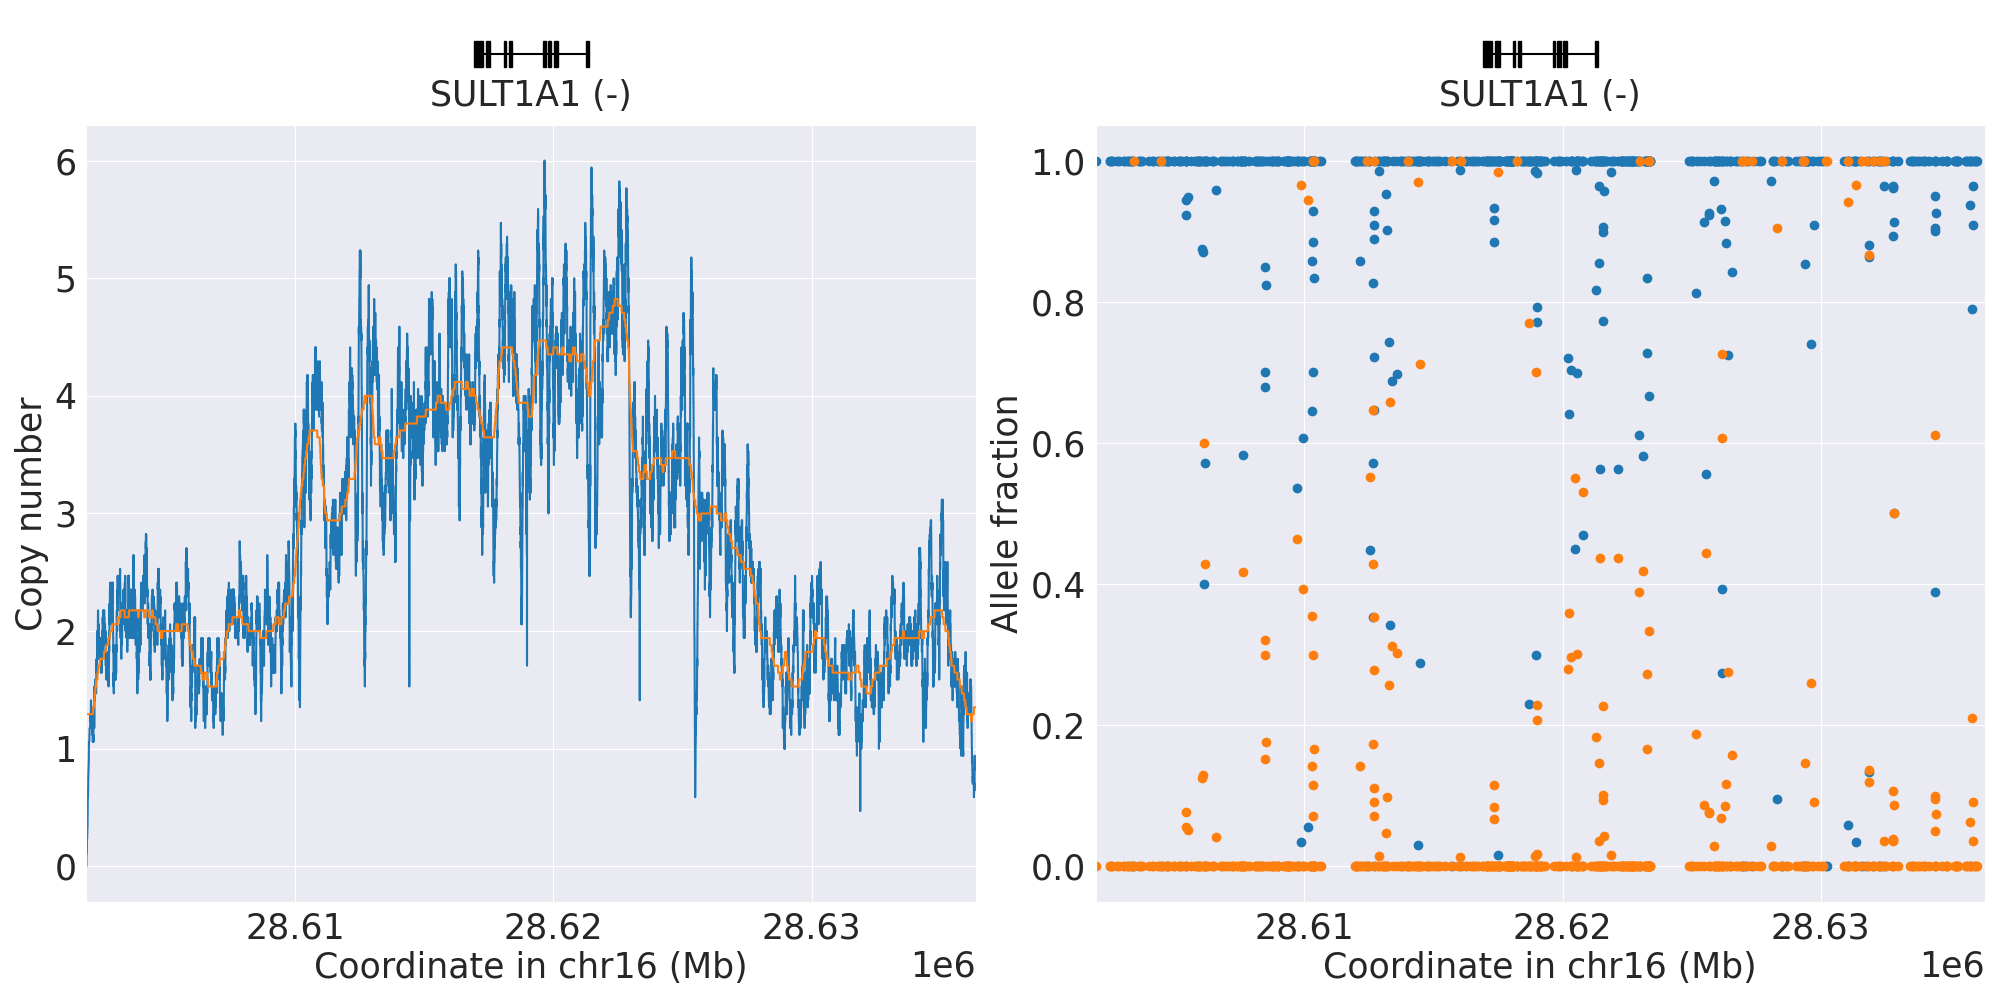 SULT1A1 (-)
6
5
4
3
2
1
0
Copy number
28.61
28.62
28.63
Coordinate in chr16 (Mb)
1e6
SULT1A1 (-)
1.0
0.8
0.6
0.4
0.2
0.0
Allele fraction
28.61
28.62
28.63
Coordinate in chr16 (Mb)
1e6